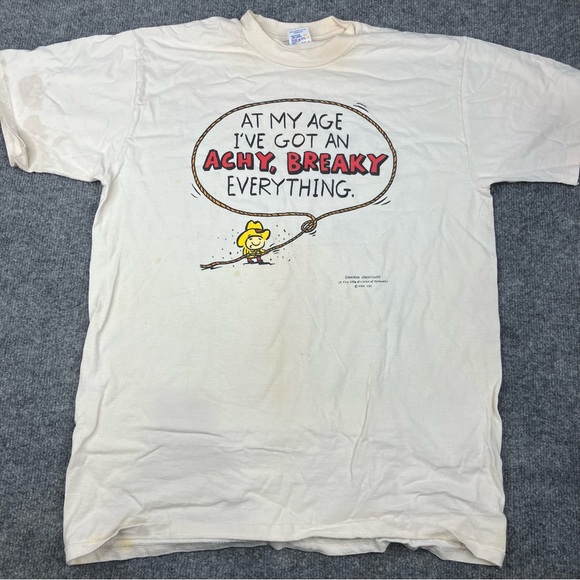 AT MY AGE
I'VE GOT AN
ACHY, BREAKY
EVERYTHING.